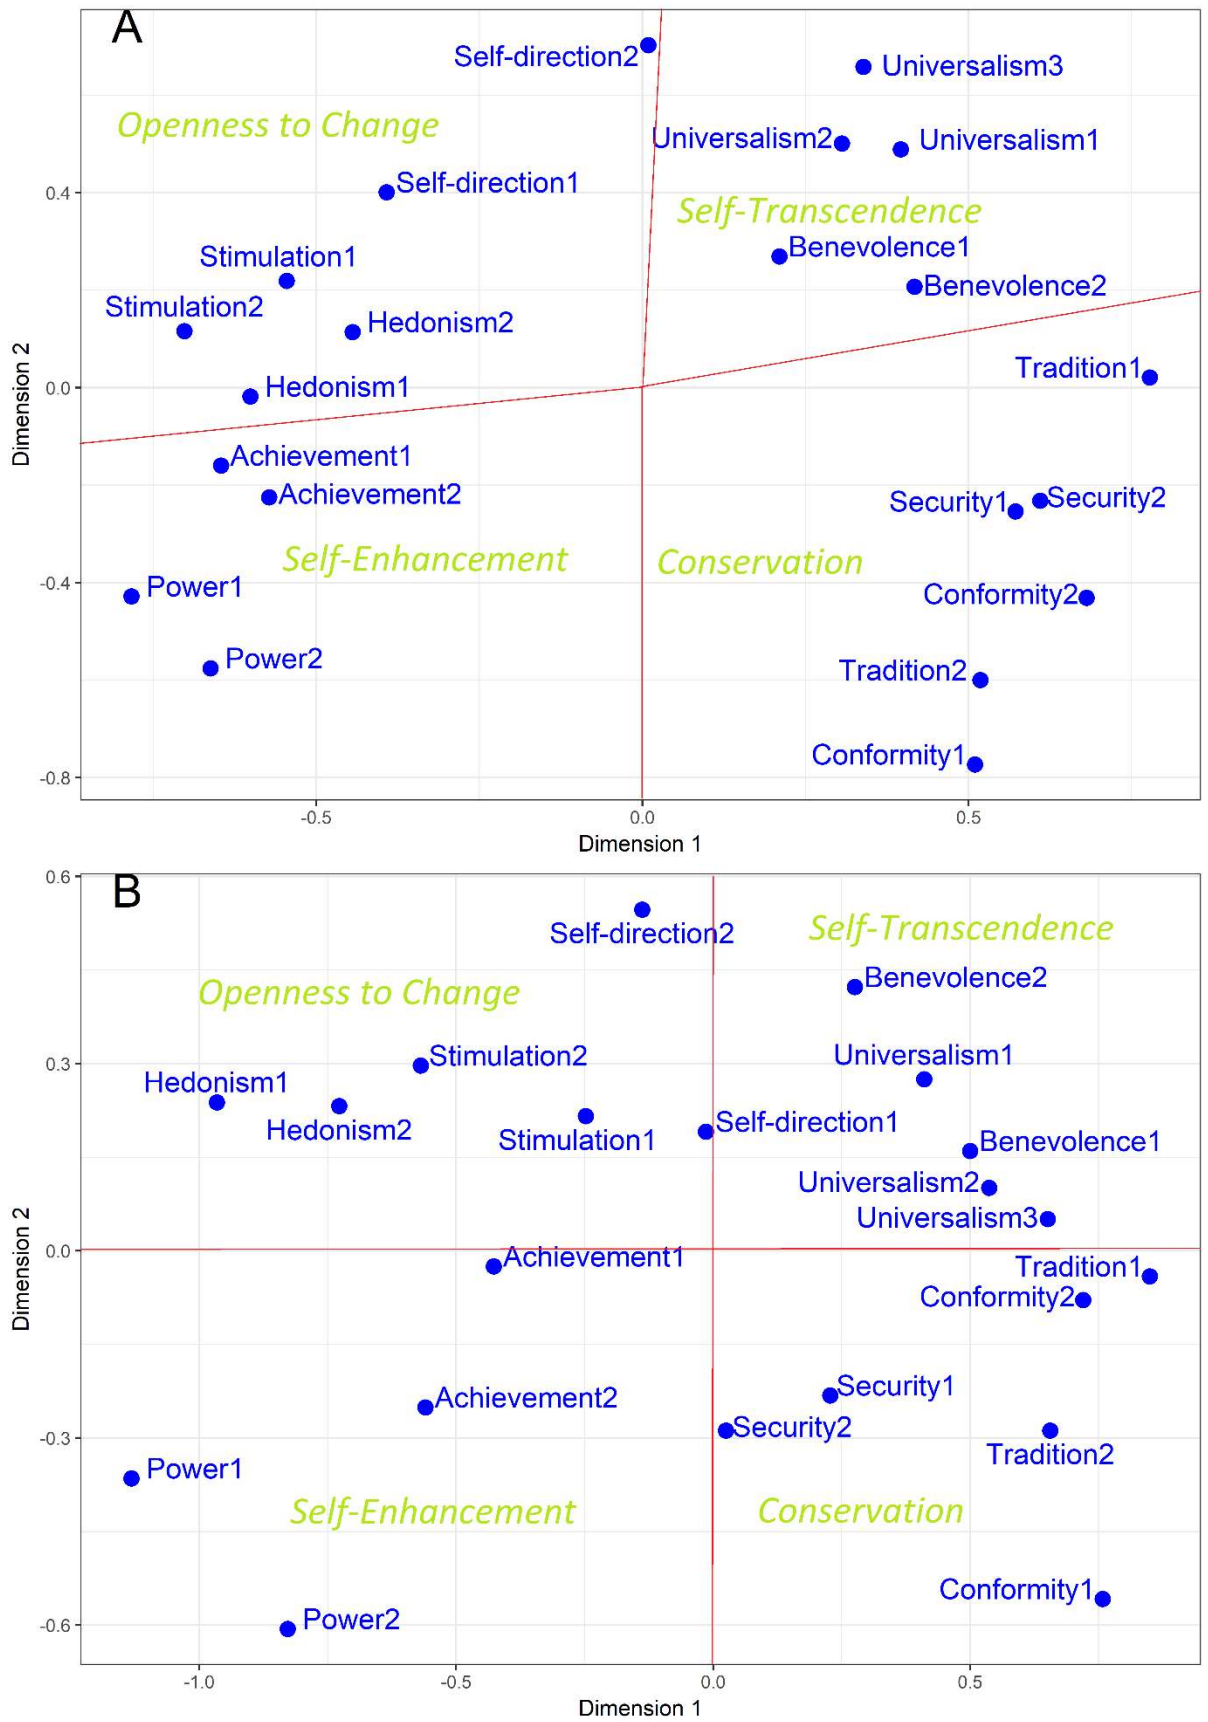 A
Self-direction2
Universalism3
Openness to Change
Universalism2
Universalism1
Self-direction1
0.4
Self-Transcendence
Stimulation1
Benevolence1
Benevolence2
Stimulation2
Hedonism2
Tradition1
0.0
Hedonism1
Dimension 2
Achievement1
Achievement2
Security1
Security2
Self-Enhancement
Conservation
-0.4
Power1
Conformity2
Power2
Tradition2
Conformity1
-0.8
-0.5
0.0
0.5
Dimension 1
0.6
B
Self-direction2
Self-Transcendence
Benevolence2
Openness to Change
Stimulation2
Universalism1
0.3
Hedonism1
Hedonism2
Stimulation1
Self-direction1
Benevolence1
Universalism2
Universalism3
Dimension 2
0.0
Achievement1
Tradition1
Conformity2
Achievement2
Security1
Security2
-0.3
Tradition2
Power1
Self-Enhancement
Conservation
Conformity1
Power2
-0.6
-1.0
-0.5
0.0
0.5
Dimension 1